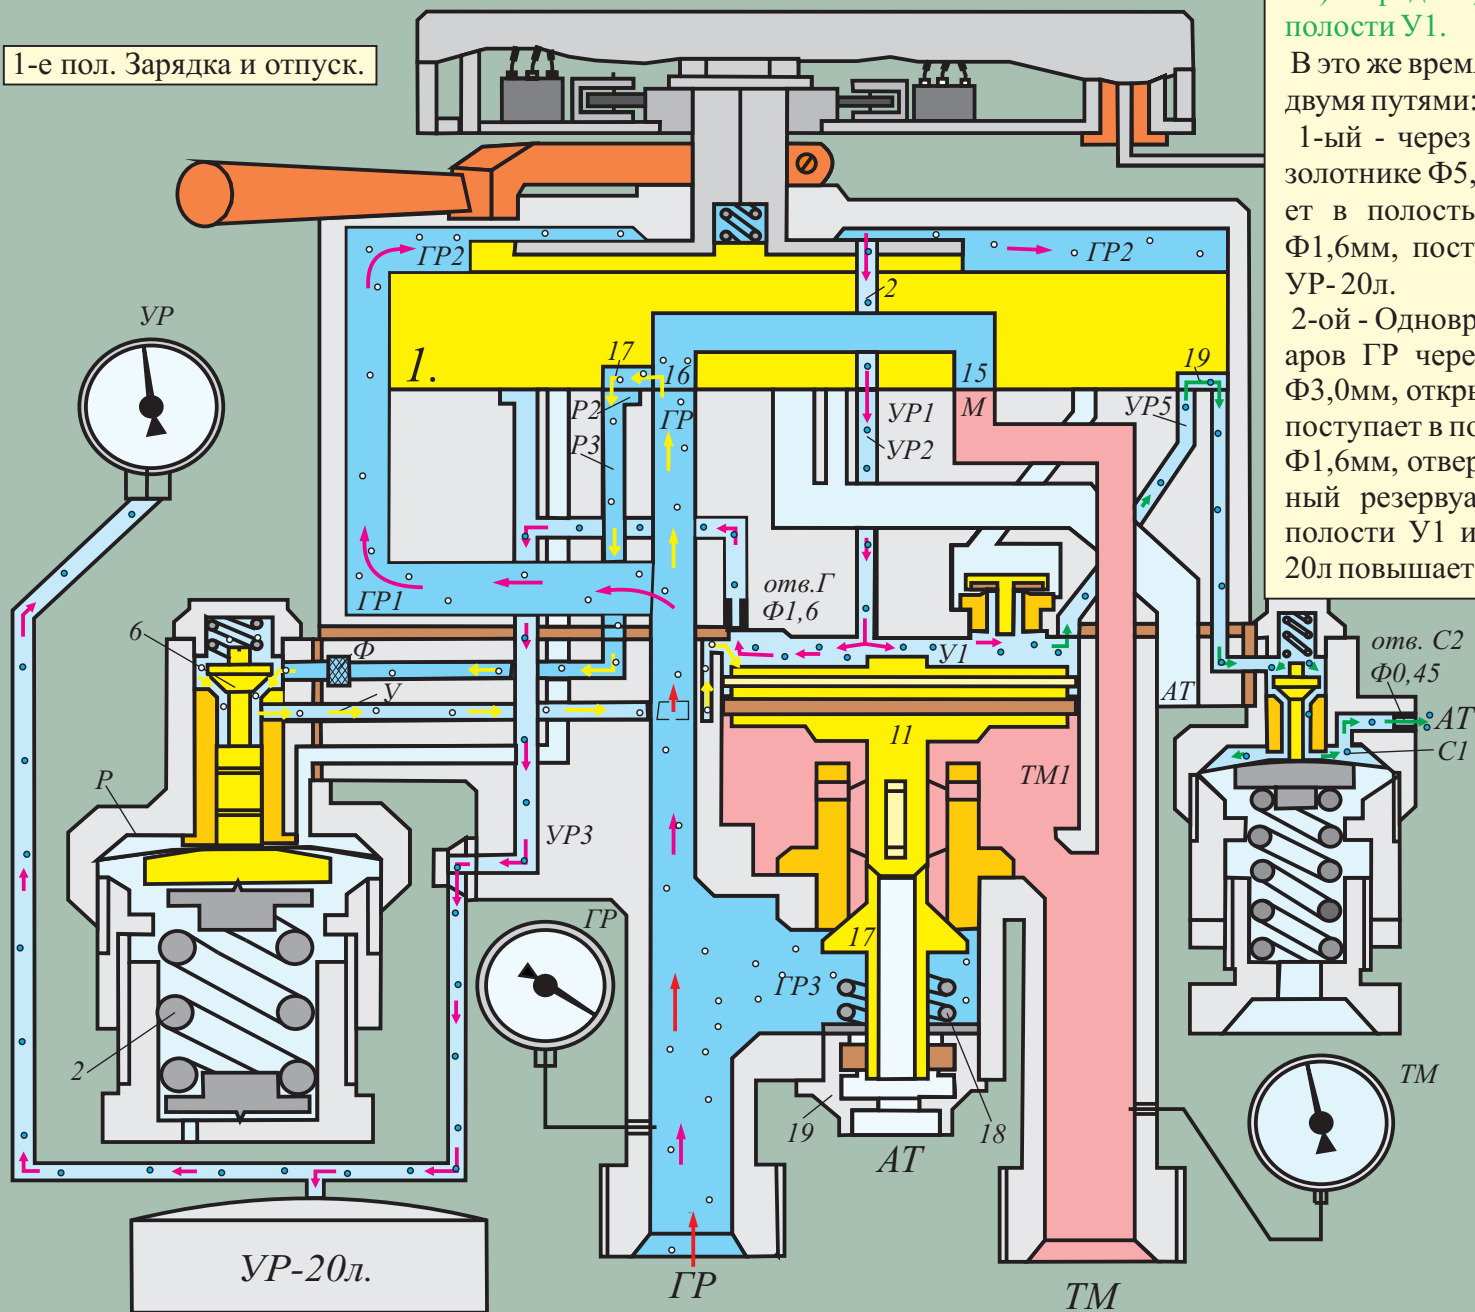 1-е пол. Зарядка и отпуск.
полости У1.
В это же врем
двумя путями:
1-ый - через
золотнике Ф5,
ет в полость
Ф1,6мм, пост
УР- 20л.
2-ой - Одновр
аров ГР чере
Ф3,0мм, откры
поступает в по
Ф1,6мм, отвер
ный резервуа
полости У1 и
20л повышает
ГР2
ГР2
2
УР
1.
17
16
15
19
Р2
ГР
УР1
М
УР5
Р3
УР2
ГР1
отв.Г
Ф1,6
6
Ф
У1
отв. С2
Ф0,45
У
АТ
АТ
11
С1
Р
ТМ1
УР3
ГР
17
ГР3
2
ТМ
19
18
АТ
УР-20л.
ГР
ТМ